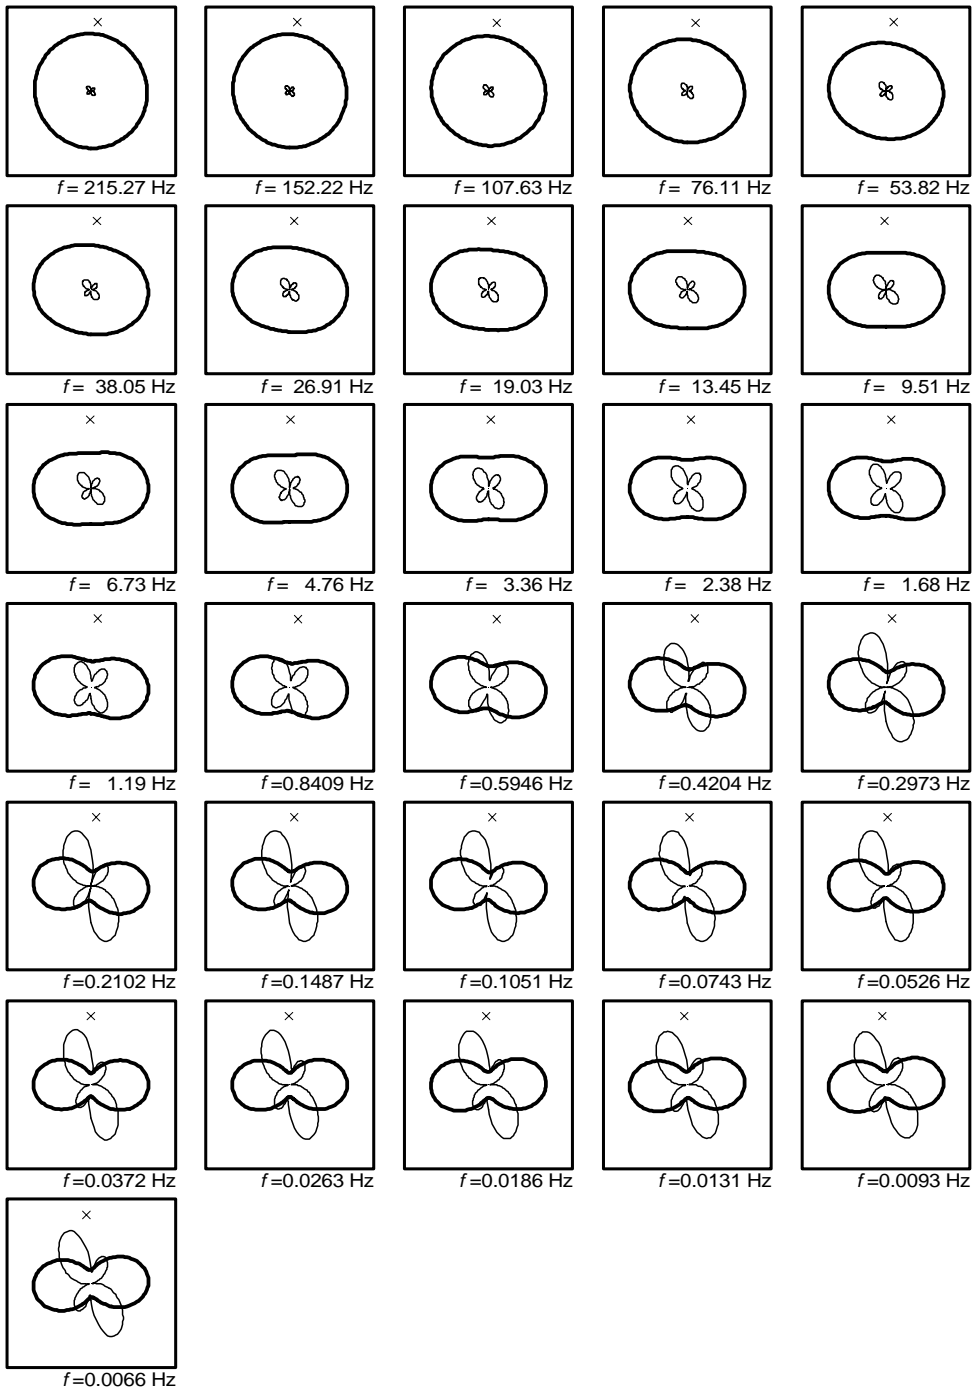 f = 215.27 Hz
f = 152.22 Hz
f = 107.63 Hz
f = 76.11 Hz
f = 53.82 Hz
f = 38.05 Hz
f = 26.91 Hz
f = 19.03 Hz
f = 13.45 Hz
f = 9.51 Hz
f = 6.73 Hz
f = 4.76 Hz
f = 3.36 Hz
f = 2.38 Hz
f = 1.68 Hz
f = 1.19 Hz
f =0.8409 Hz
f =0.5946 Hz
f =0.4204 Hz
f =0.2973 Hz
f =0.2102 Hz
f =0.1487 Hz
f =0.1051 Hz
f =0.0743 Hz
f =0.0526 Hz
f =0.0372 Hz
f =0.0263 Hz
f =0.0186 Hz
f =0.0131 Hz
f =0.0093 Hz
f =0.0066 Hz